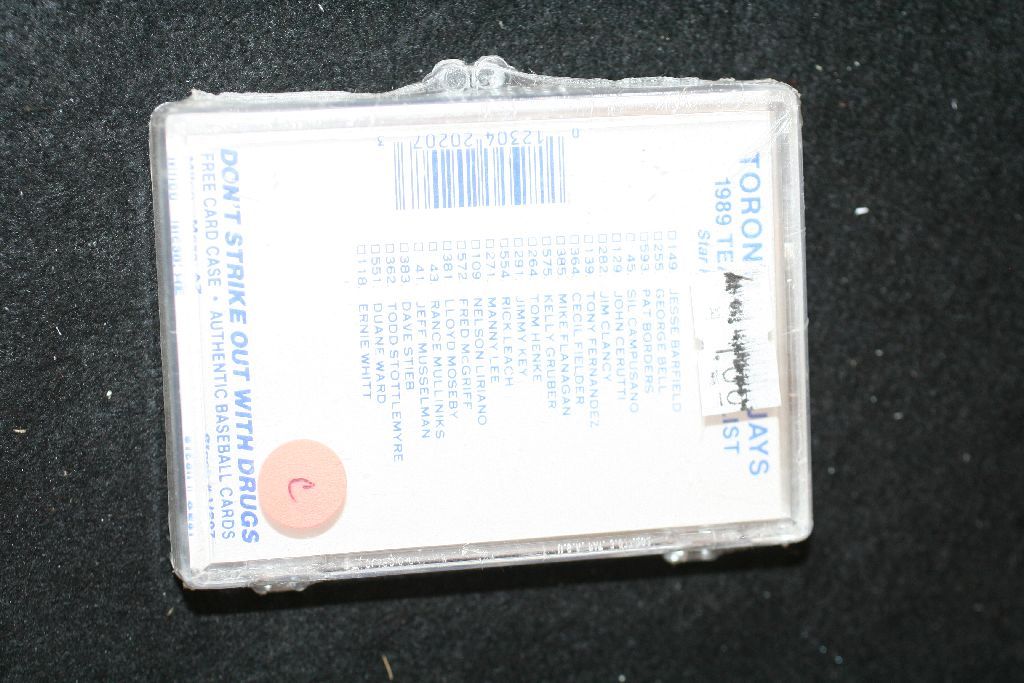 TORON JAYS
1989 TE IST
Star
□149 JESSE BARFIELD
□255 GEORGE BELL
□593 PAT BORDERS
□45 SIL CAMPUSANO
□129 JOHN CERUTTI
□282 JIM CLANCY
□139 TONY FERNANDEZ
□364 CECIL FIELDER
□385 MIKE FLANAGAN
□575 KELLY GRUBER
□264 TOM HENKE
□291 JIMMY KEY
□554 RICK LEACH
□271 MANNY LEE
□109 NELSON LIRIANO
□572 FRED McGRIFF
□381 LLOYD MOSEBY
□43 RANCE MULLINIKS
□41 JEFF MUSSELMAN
□383 DAVE STIEB
□362 TODD STOTTLEMYRE
□551 DUANE WARD
□118 ERNIE WHITT
0 12304 20207 3
DON'T STRIKE OUT WITH DRUGS
FREE CARD CASE · AUTHENTIC BASEBALL CARDS
C